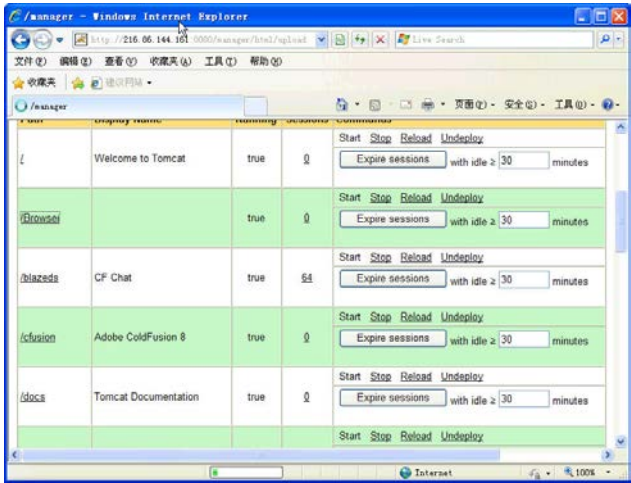 /manager - Windows Internet Explorer
http://216.86.144.161:8080/manager/html/upload Live Search
文件(F) 编辑(E) 查看(V) 收藏夹(A) 工具(T) 帮助(H)
收藏夹 建议网站
/manager 页面(P) 安全(S) 工具(O)
Path Display Name Running Sessions Commands
Start Stop Reload Undeploy
/ Welcome to Tomcat true 0 Expire sessions with idle ≥ 30 minutes
Start Stop Reload Undeploy
/Browser true 0 Expire sessions with idle ≥ 30 minutes
Start Stop Reload Undeploy
/blazeds CF Chat true 64 Expire sessions with idle ≥ 30 minutes
Start Stop Reload Undeploy
/cfusion Adobe ColdFusion 8 true 0 Expire sessions with idle ≥ 30 minutes
Start Stop Reload Undeploy
/docs Tomcat Documentation true 0 Expire sessions with idle ≥ 30 minutes
Start Stop Reload Undeploy
Internet 100%